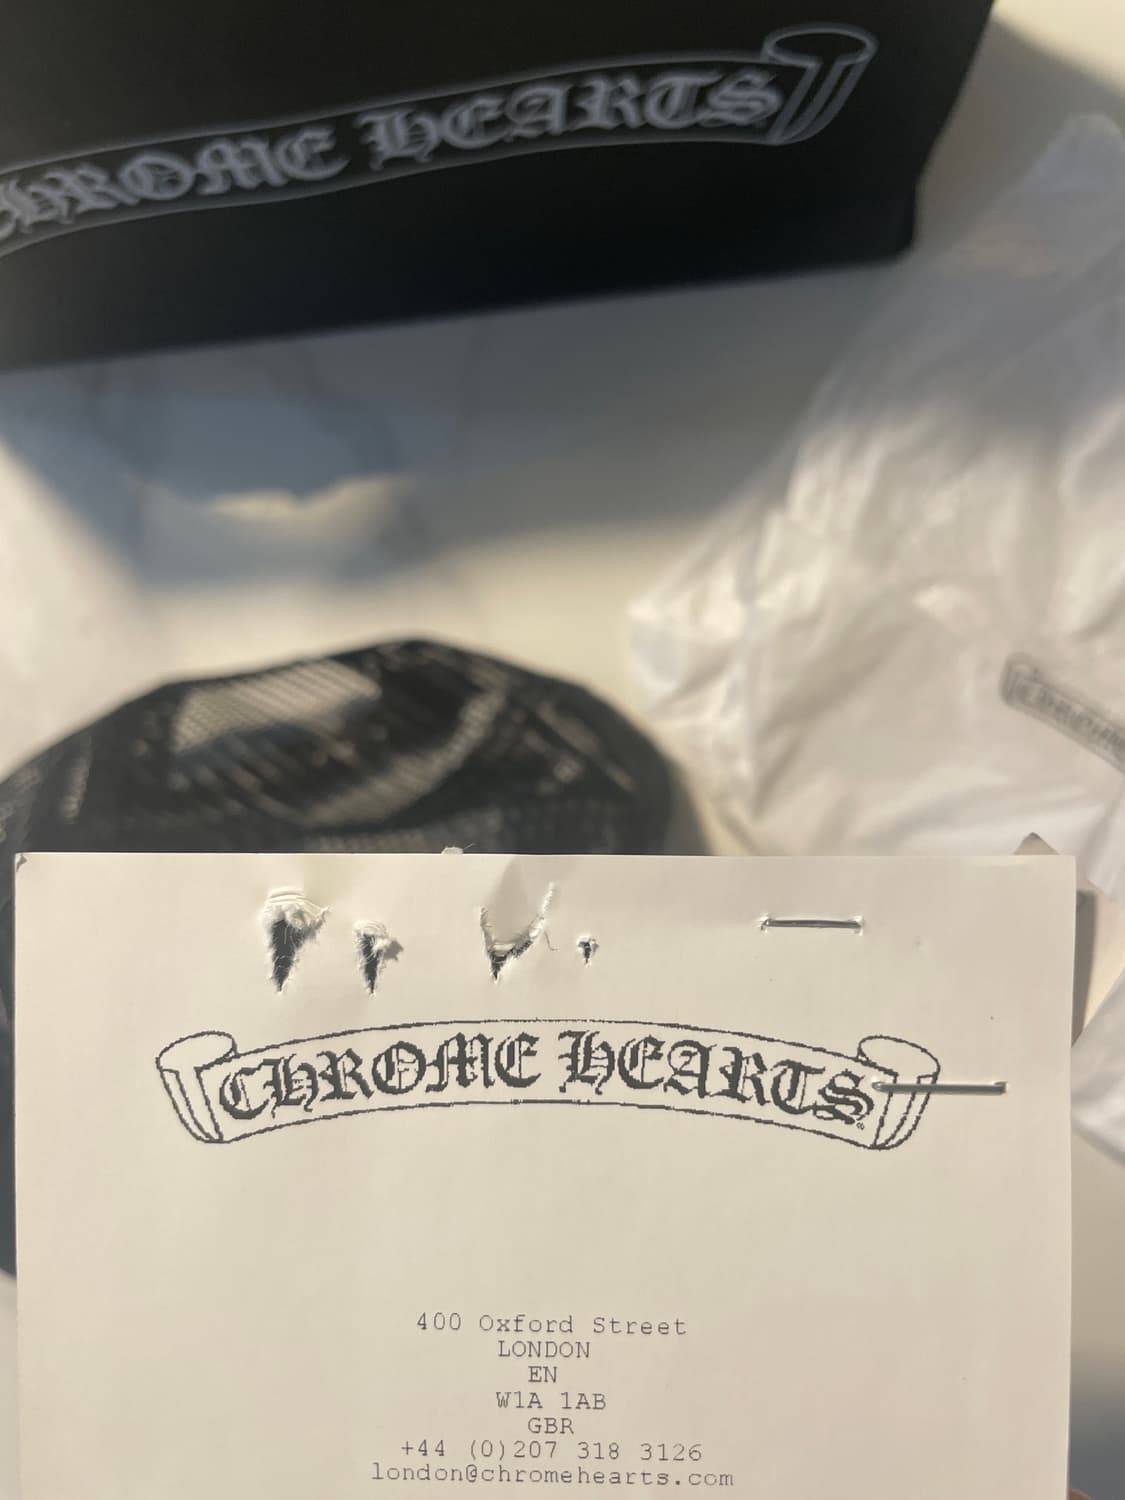 CHROME HEARTS
CHROME
CHROME HEARTS
400 Oxford Street
LONDON
EN
W1A 1AB
GBR
+44 (0)207 318 3126
london@chromehearts.com